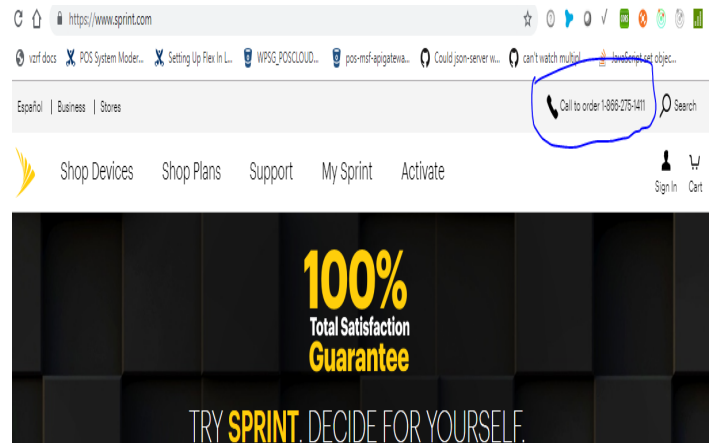 https://www.sprint.com
vzrf docs POS System Moder... Setting Up Flex In L... WPSG_POSCLOUD... pos-msf-apigatewa... Could json-server w... can't watch multipl... JavaScript set objec...
Español | Business | Stores Call to order 1-866-275-1411 Search
Shop Devices Shop Plans Support My Sprint Activate Sign In Cart
100%
Total Satisfaction
Guarantee
TRY SPRINT. DECIDE FOR YOURSELF.